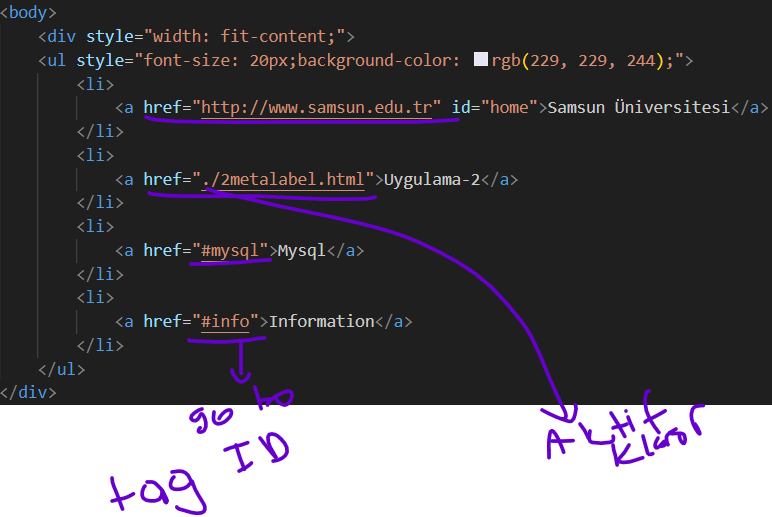 <body>
<div style="width: fit-content;">
<ul style="font-size: 20px;background-color: rgb(229, 229, 244);">
<li>
<a href="http://www.samsun.edu.tr" id="home">Samsun Üniversitesi</a>
</li>
<li>
<a href="./2metalabel.html">Uygulama-2</a>
</li>
<li>
<a href="#mysql">Mysql</a>
</li>
<li>
<a href="#info">Information</a>
</li>
</ul>
</div>
go to
tag ID
Aktif
Klasör